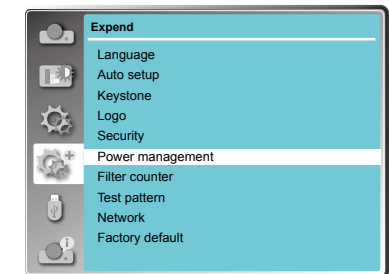 Expend
Language
Auto setup
Keystone
Logo
Security
Power management
Filter counter
Test pattern
Network
Factory default